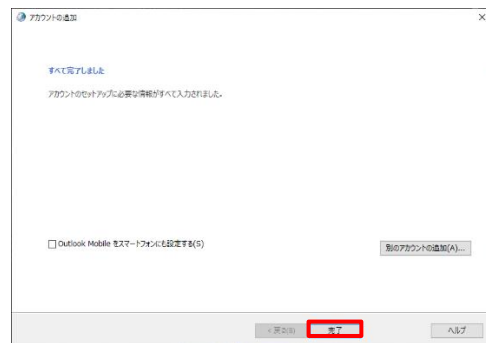 アカウントの追加
すべて完了しました
アカウントのセットアップに必要な情報がすべて入力されました。
Outlook Mobile をスマートフォンにも設定する(S)
別のアカウントの追加(A)...
< 戻る(B)
完了
ヘルプ